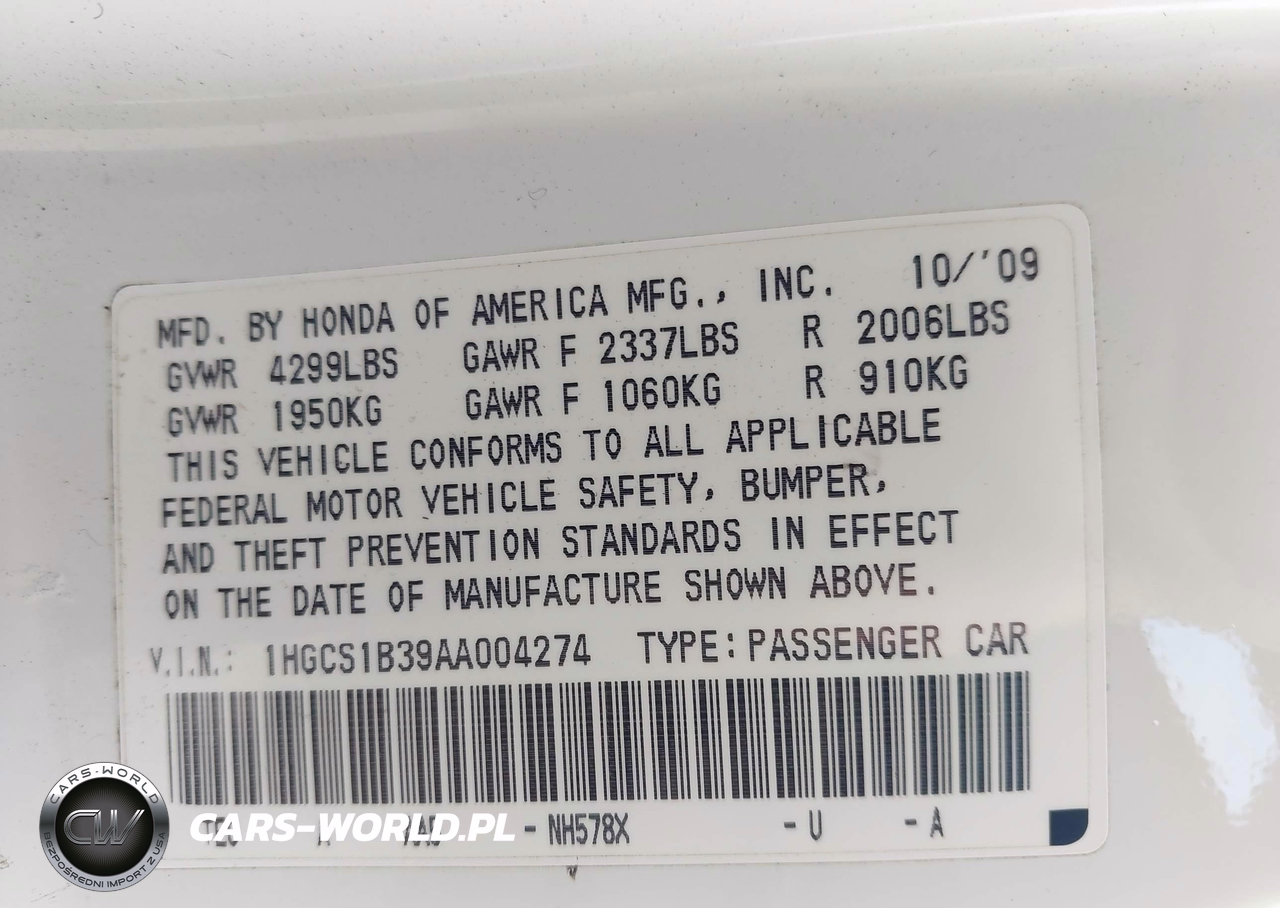 MFD. BY HONDA OF AMERICA MFG., INC. 10/'09
GVWR 4299LBS GAWR F 2337LBS R 2006LBS
GVWR 1950KG GAWR F 1060KG R 910KG
THIS VEHICLE CONFORMS TO ALL APPLICABLE
FEDERAL MOTOR VEHICLE SAFETY, BUMPER,
AND THEFT PREVENTION STANDARDS IN EFFECT
ON THE DATE OF MANUFACTURE SHOWN ABOVE.
V.I.N.: 1HGCS1B39AA004274 TYPE: PASSENGER CAR
- NH578X - U - A
CARS-WORLD
CW
BEZPOŚREDNI IMPORT Z USA
CARS-WORLD.PL